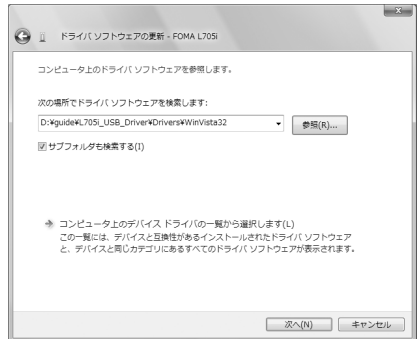 ドライバ ソフトウェアの更新 - FOMA L705i
コンピュータ上のドライバ ソフトウェアを参照します。
次の場所でドライバ ソフトウェアを検索します:
D:¥guide¥L705i_USB_Driver¥Drivers¥WinVista32
参照(R)...
サブフォルダも検索する(I)
コンピュータ上のデバイス ドライバの一覧から選択します(L)
この一覧には、デバイスと互換性があるインストールされたドライバ ソフトウェア
と、デバイスと同じカテゴリにあるすべてのドライバ ソフトウェアが表示されます。
次へ(N)
キャンセル